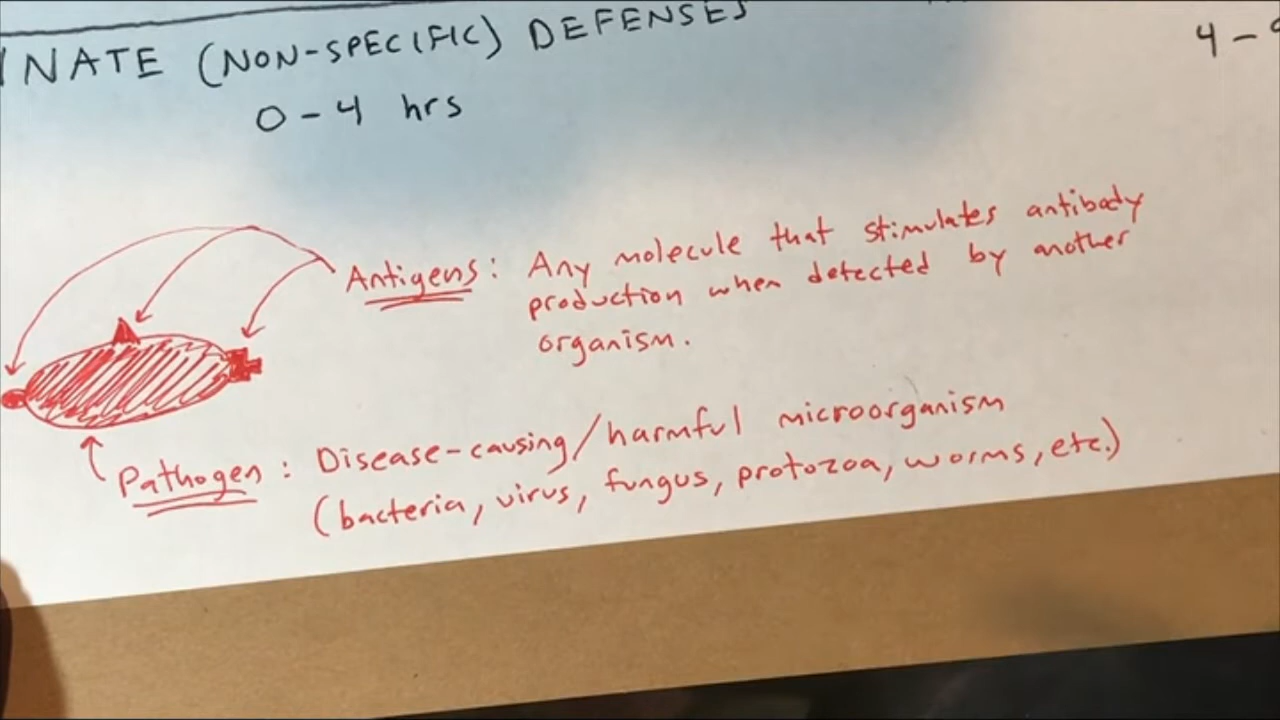 NATE (NON-SPECIFIC) DEFENSES
0-4 hrs
4-
Antigens: Any molecule that stimulates antibody
production when detected by another
organism.
Pathogen: Disease-causing/harmful microorganism
(bacteria, virus, fungus, protozoa, worms, etc.)